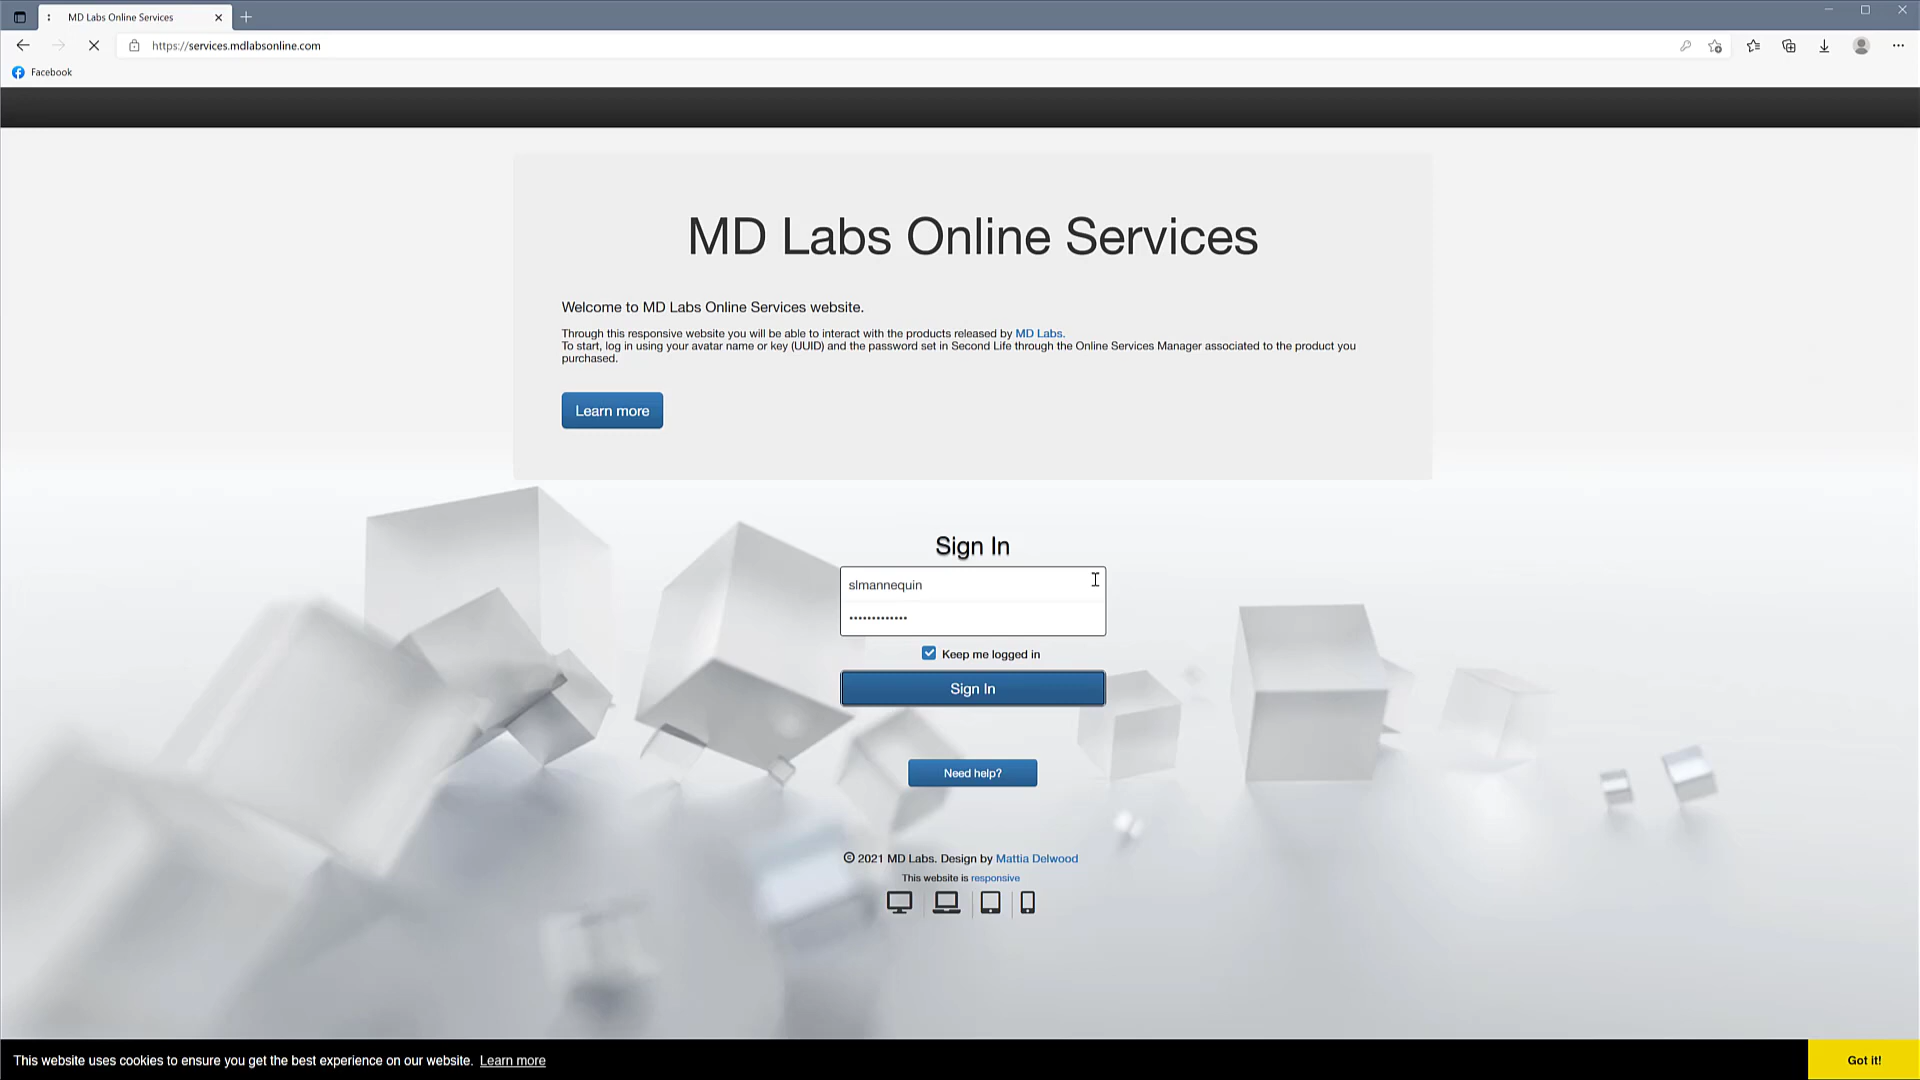 MD Labs Online Services
https://services.mdlabsonline.com
Facebook
MD Labs Online Services
Welcome to MD Labs Online Services website.
Through this responsive website you will be able to interact with the products released by MD Labs.
To start, log in using your avatar name or key (UUID) and the password set in Second Life through the Online Services Manager associated to the product you
purchased.
Learn more
Sign In
slmannequin
•••••••••••••
Keep me logged in
Sign In
Need help?
© 2021 MD Labs. Design by Mattia Delwood
This website is responsive
This website uses cookies to ensure you get the best experience on our website. Learn more
Got it!